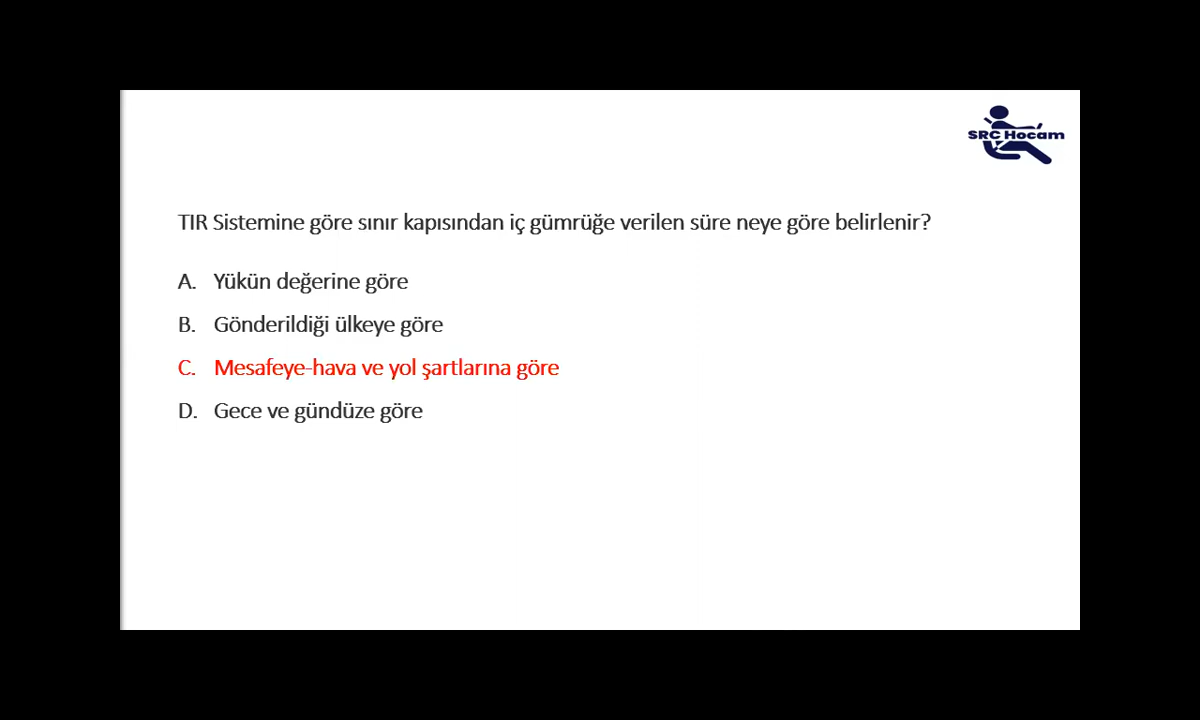 SRC Hocam
TIR Sistemine göre sınır kapısından iç gümrüğe verilen süre neye göre belirlenir?
A. Yükün değerine göre
B. Gönderildiği ülkeye göre
C. Mesafeye-hava ve yol şartlarına göre
D. Gece ve gündüze göre